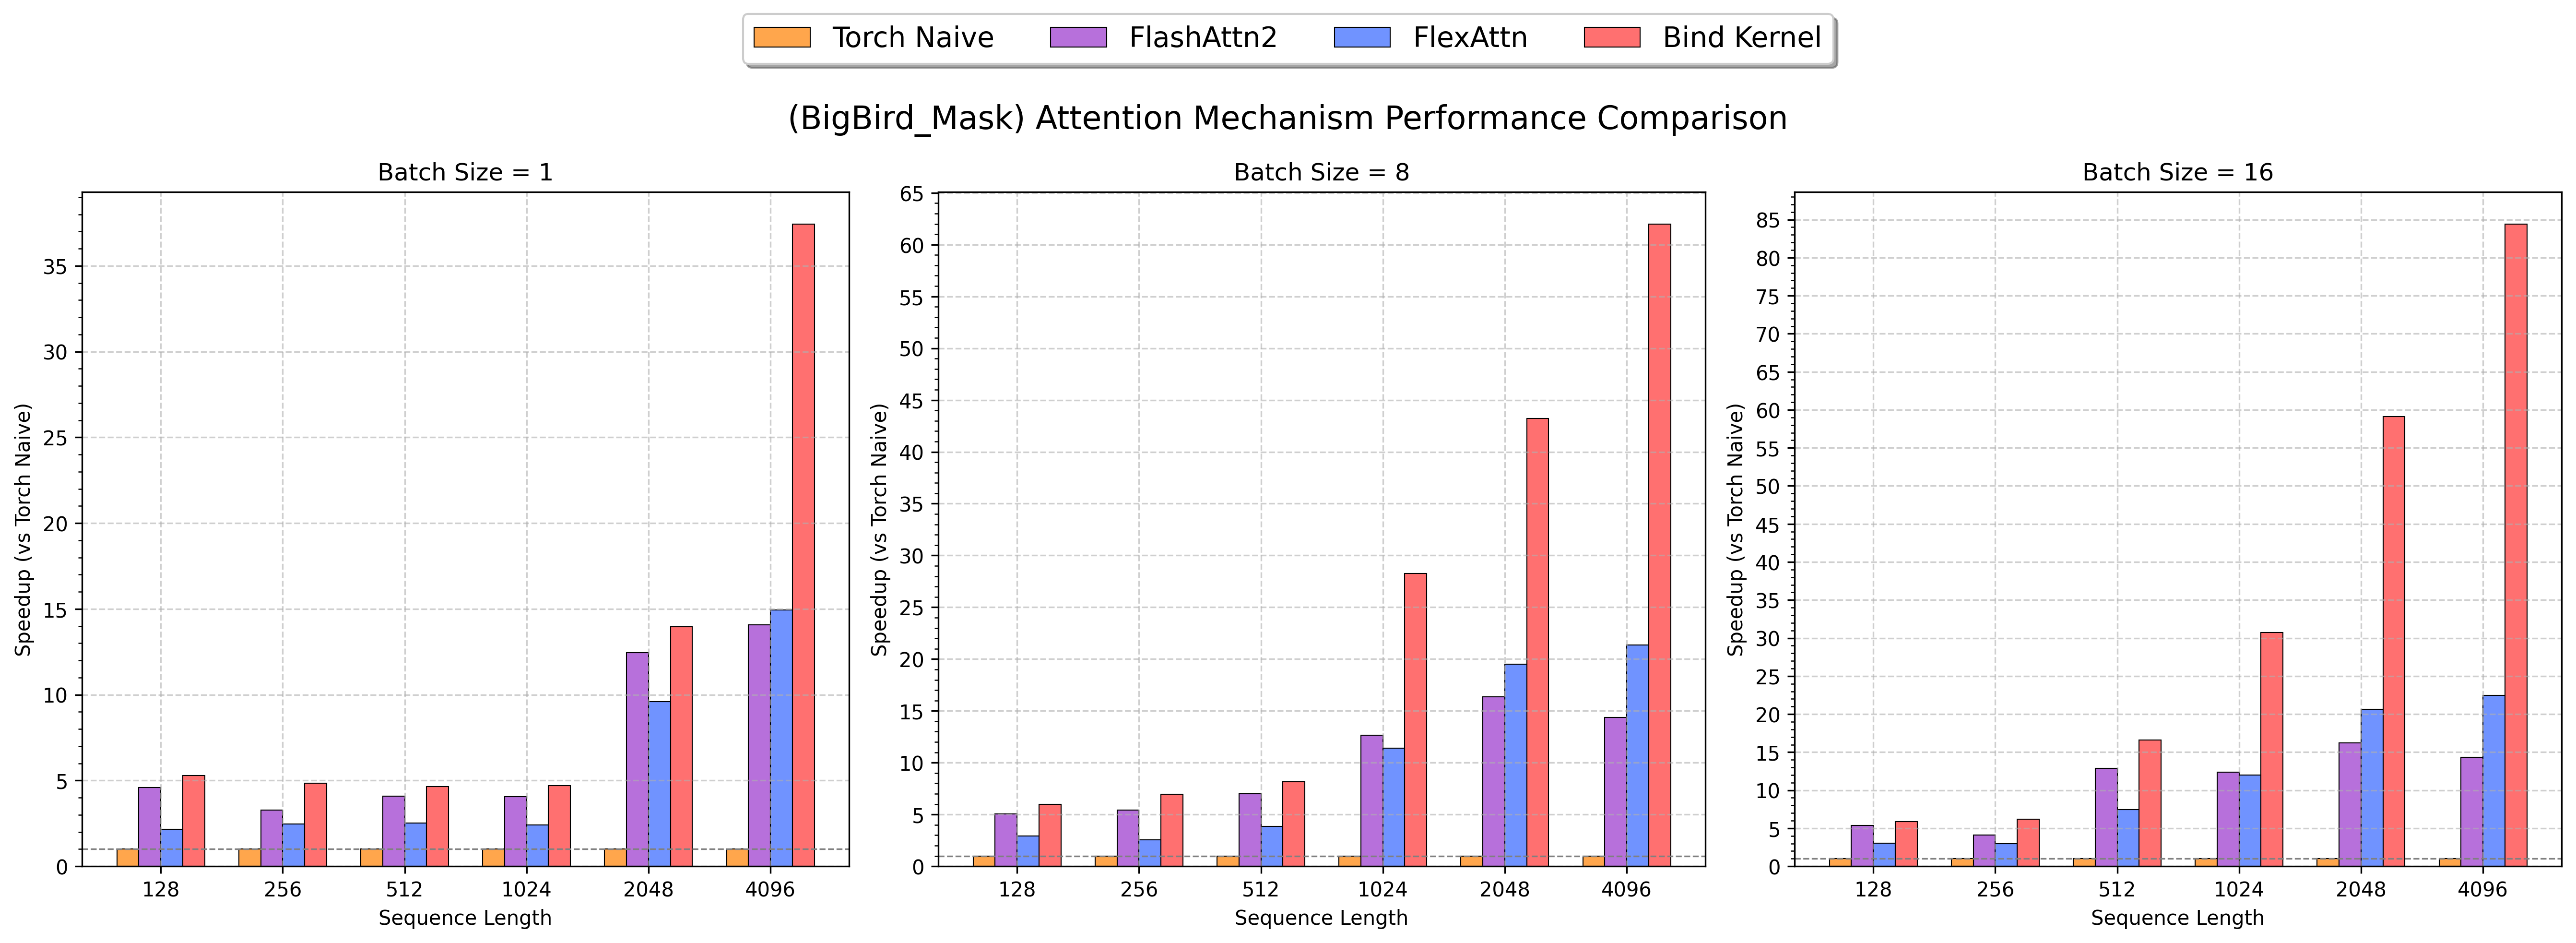 Torch Naive FlashAttn2 FlexAttn Bind Kernel
(BigBird_Mask) Attention Mechanism Performance Comparison
Batch Size = 1
Speedup (vs Torch Naive)
35
30
25
20
15
10
5
0
128 256 512 1024 2048 4096
Sequence Length
Batch Size = 8
Speedup (vs Torch Naive)
65
60
55
50
45
40
35
30
25
20
15
10
5
0
128 256 512 1024 2048 4096
Sequence Length
Batch Size = 16
Speedup (vs Torch Naive)
85
80
75
70
65
60
55
50
45
40
35
30
25
20
15
10
5
0
128 256 512 1024 2048 4096
Sequence Length